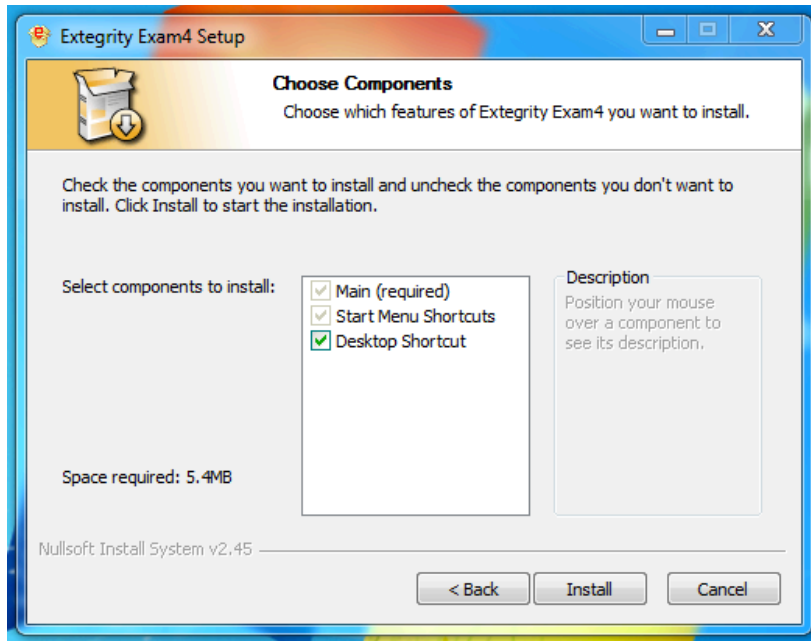 Extegrity Exam4 Setup
Choose Components
Choose which features of Extegrity Exam4 you want to install.
Check the components you want to install and uncheck the components you don't want to
install. Click Install to start the installation.
Select components to install:
Main (required)
Start Menu Shortcuts
Desktop Shortcut
Description
Position your mouse
over a component to
see its description.
Space required: 5.4MB
Nullsoft Install System v2.45
< Back
Install
Cancel